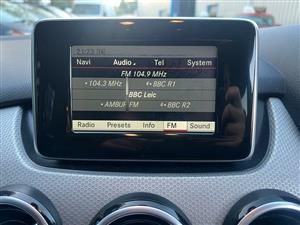 Navi Audio Tel System
FM 104.9 MHz
104.3 MHz BBC R1
BBC Leic
AMBUR FM BBC R2
Radio Presets Info FM Sound